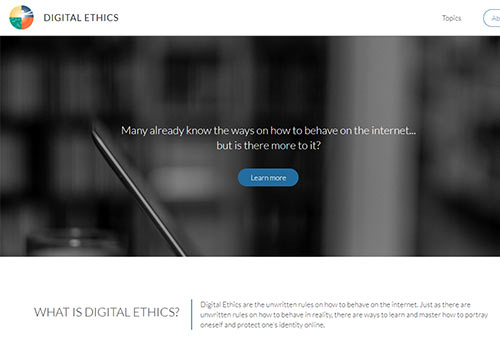 DIGITAL ETHICS
Topics
Ab
Many already know the ways on how to behave on the internet...
but is there more to it?
Learn more
WHAT IS DIGITAL ETHICS?
Digital Ethics are the unwritten rules on how to behave on the internet. Just as there are
unwritten rules on how to behave in reality, there are ways to learn and master how to portray
oneself and protect one's identity online.